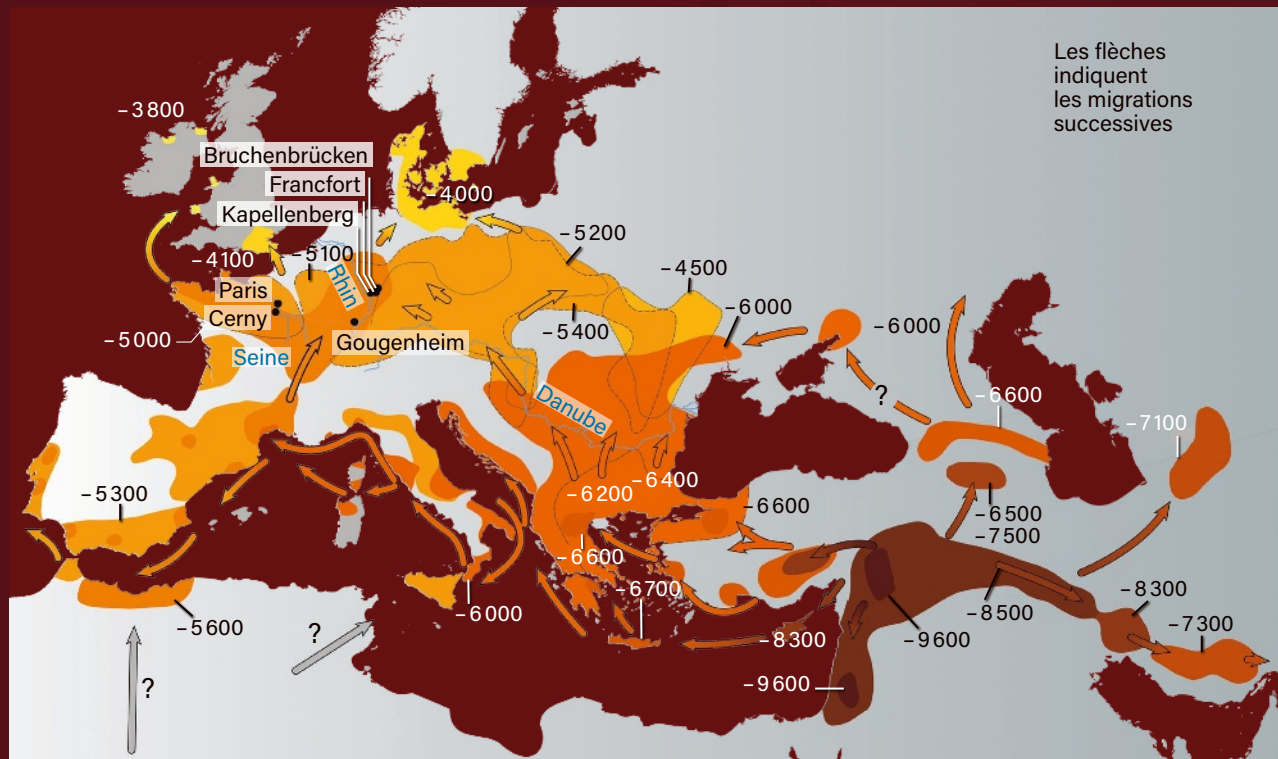 Les flèches
indiquent
les migrations
successives
–3800
Bruchenbrücken
Francfort
Kapellenberg
–4000
–5200
–4100
–5100
Rhin
–4500
Paris
–6000
–6000
Cerny
–5400
–5000
Gougenheim
Seine
Danube
?
–6600
–7100
–5300
–6400
–6200
–6600
–6500
–7500
–6600
–6700
–8300
–6000
–8500
–5600
?
–8300
–9600
–7300
–9600
?